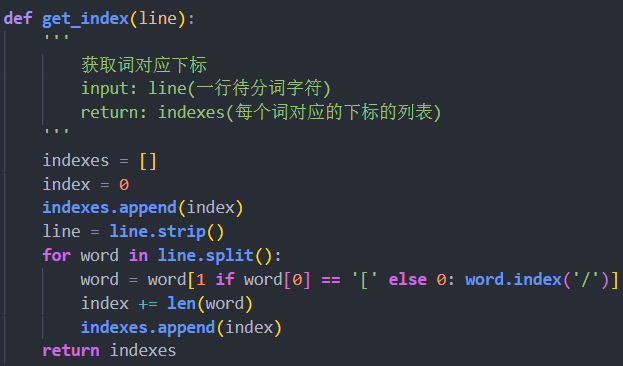 def get_index(line):
    '''
        获取词对应下标
        input: line(一行待分词字符)
        return: indexes(每个词对应的下标的列表)
    '''
    indexes = []
    index = 0
    indexes.append(index)
    line = line.strip()
    for word in line.split():
        word = word[1 if word[0] == '[' else 0: word.index('/')]
        index += len(word)
        indexes.append(index)
    return indexes